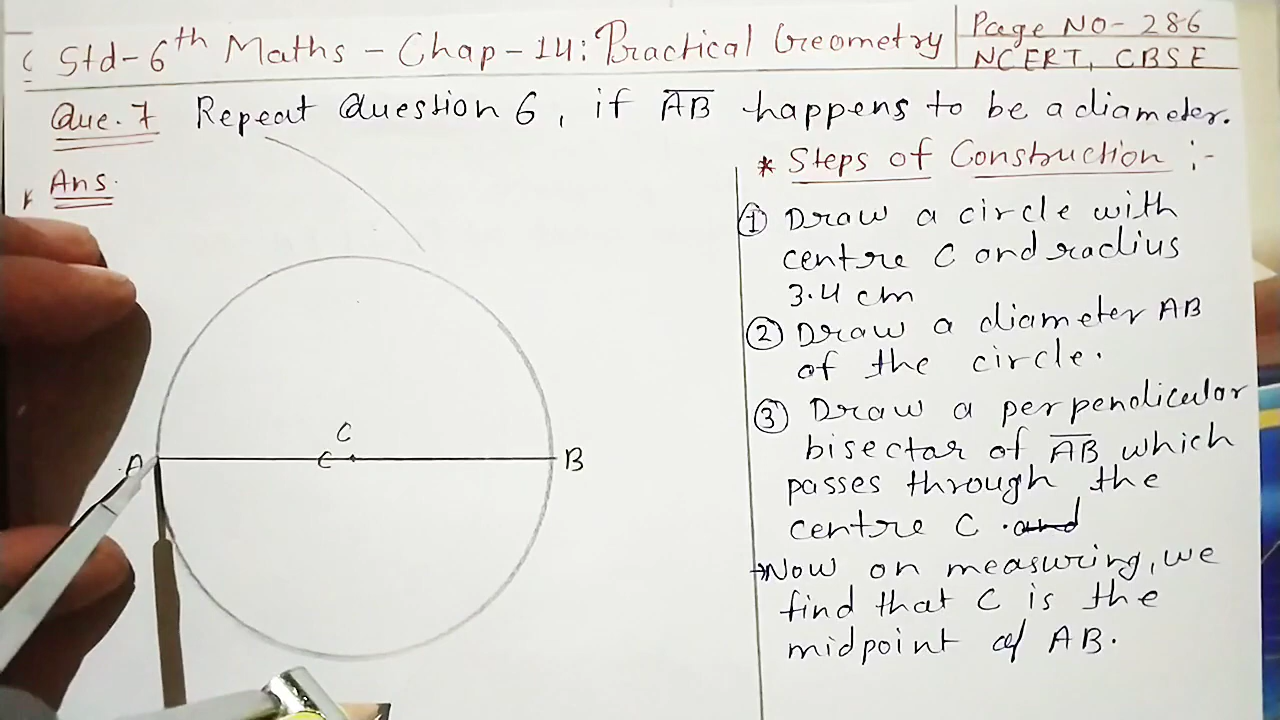 Std-6th Maths - Chap-14: Practical Geometry
Page No- 286
NCERT, CBSE
Que. 7 Repeat Question 6, if AB happens to be a diameter.
Ans.
* Steps of Construction :-
① Draw a circle with
centre C and radius
3.4 cm
② Draw a diameter AB
of the circle.
③ Draw a perpendicular
bisector of AB which
passes through the
centre C. and
→Now on measuring, we
find that C is the
midpoint of AB.
C
A C B